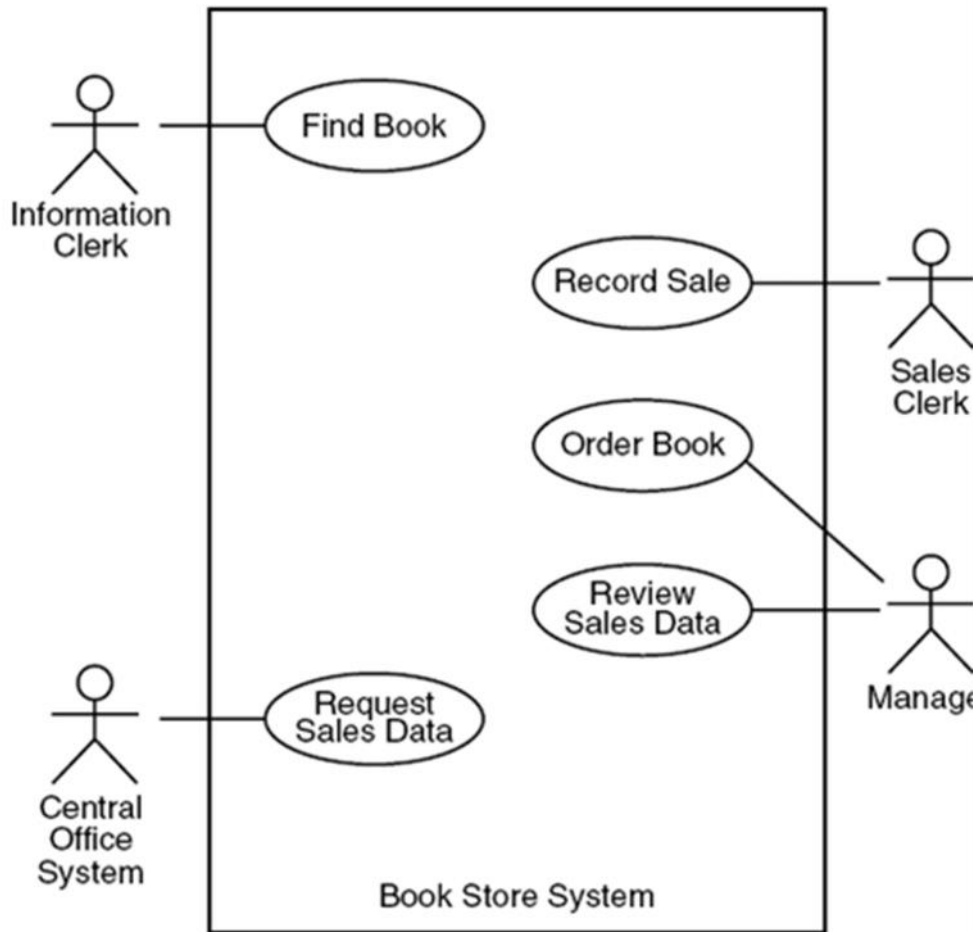 Find Book
Information
Clerk
Record Sale
Sales
Clerk
Order Book
Review
Sales Data
Manage
Request
Sales Data
Central
Office
System
Book Store System